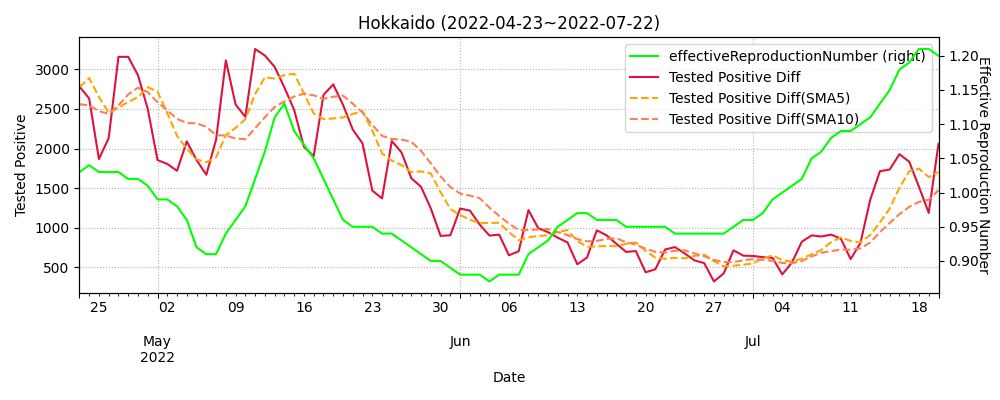 Hokkaido (2022-04-23~2022-07-22)
effectiveReproductionNumber (right)
Tested Positive Diff
Tested Positive Diff(SMA5)
Tested Positive Diff(SMA10)
Tested Positive
3000
2500
2000
1500
1000
500
1.20
1.15
1.10
1.05
1.00
0.95
0.90
Effective Reproduction Number
25 02 09 16 23 30 06 13 20 27 04 11 18
May Jun Jul
2022
Date